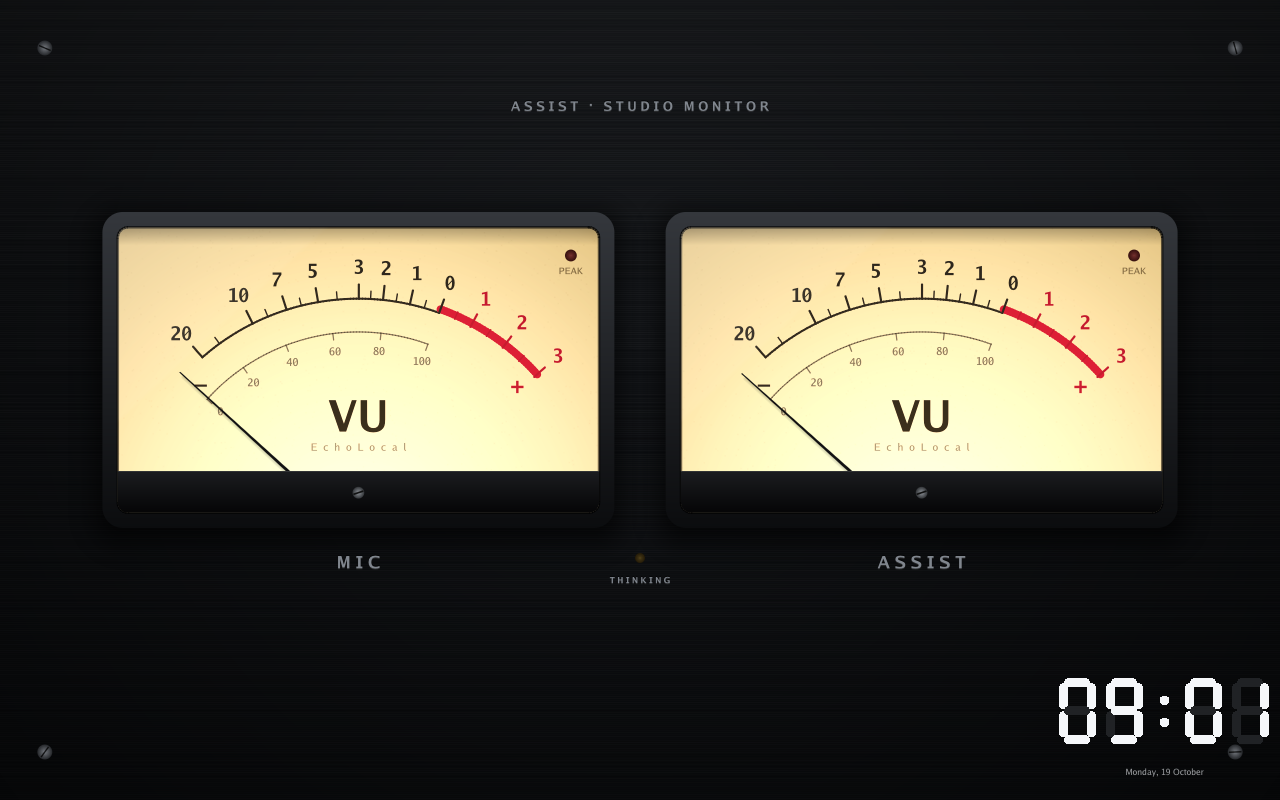 ASSIST · STUDIO MONITOR
20 10 7 5 3 2 1 0 1 2 3
PEAK
− +
0 20 40 60 80 100
VU
EchoLocal
20 10 7 5 3 2 1 0 1 2 3
PEAK
− +
0 20 40 60 80 100
VU
EchoLocal
MIC
THINKING
ASSIST
09:01
Monday, 19 October